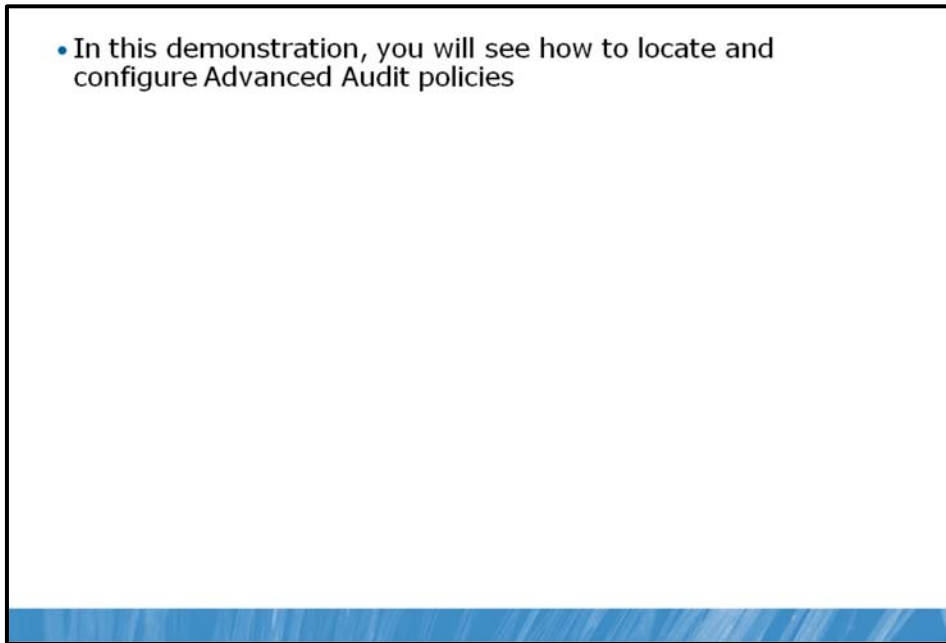 • In this demonstration, you will see how to locate and
configure Advanced Audit policies